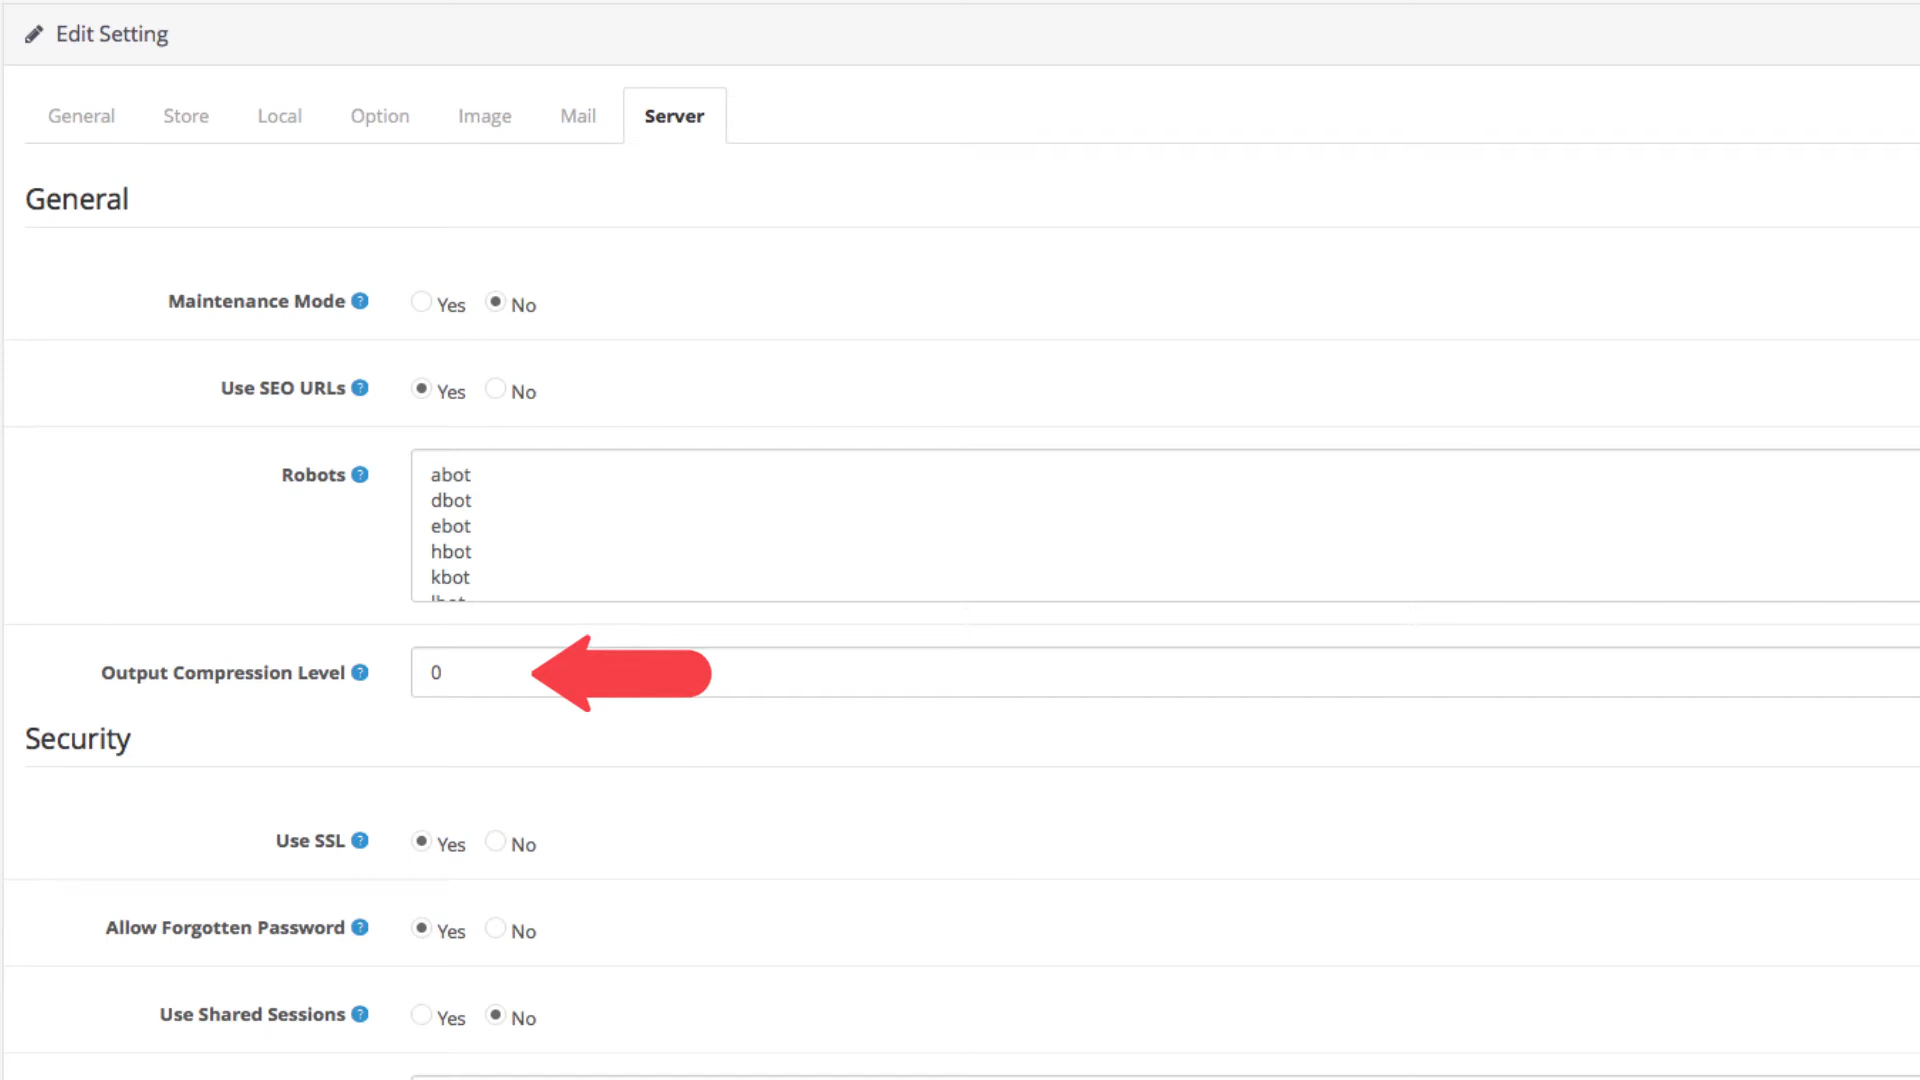 Edit Setting
General Store Local Option Image Mail Server
General
Maintenance Mode ? Yes No
Use SEO URLs ? Yes No
Robots ? abot
dbot
ebot
hbot
kbot
Output Compression Level ? 0
Security
Use SSL ? Yes No
Allow Forgotten Password ? Yes No
Use Shared Sessions ? Yes No